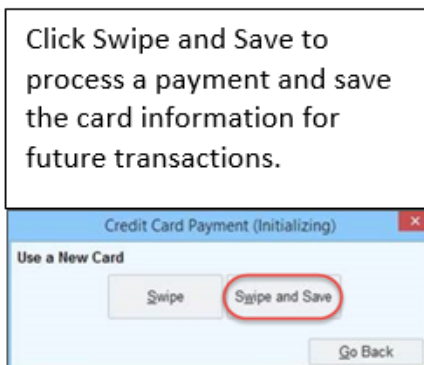 Click Swipe and Save to
process a payment and save
the card information for
future transactions.
Credit Card Payment (Initializing)
Use a New Card
Swipe Swipe and Save
Go Back